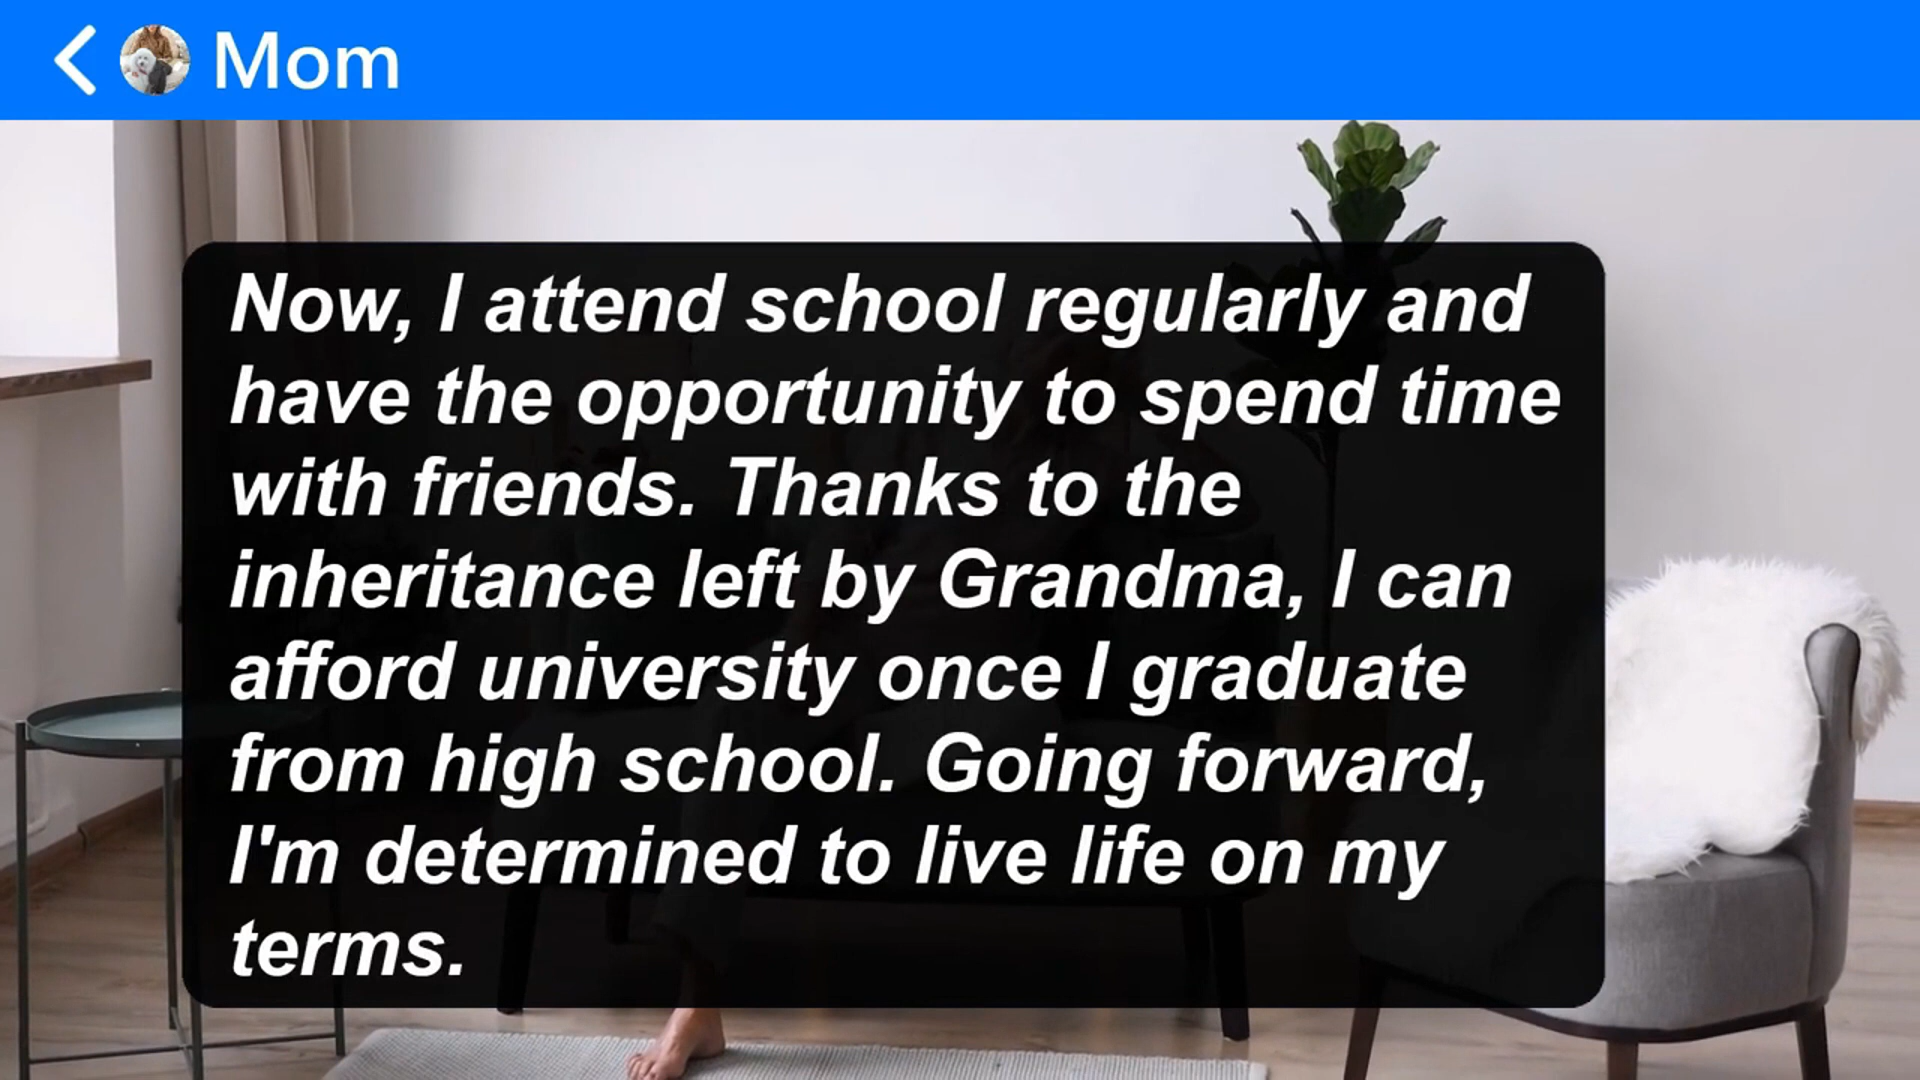 Mom
Now, I attend school regularly and
have the opportunity to spend time
with friends. Thanks to the
inheritance left by Grandma, I can
afford university once I graduate
from high school. Going forward,
I'm determined to live life on my
terms.